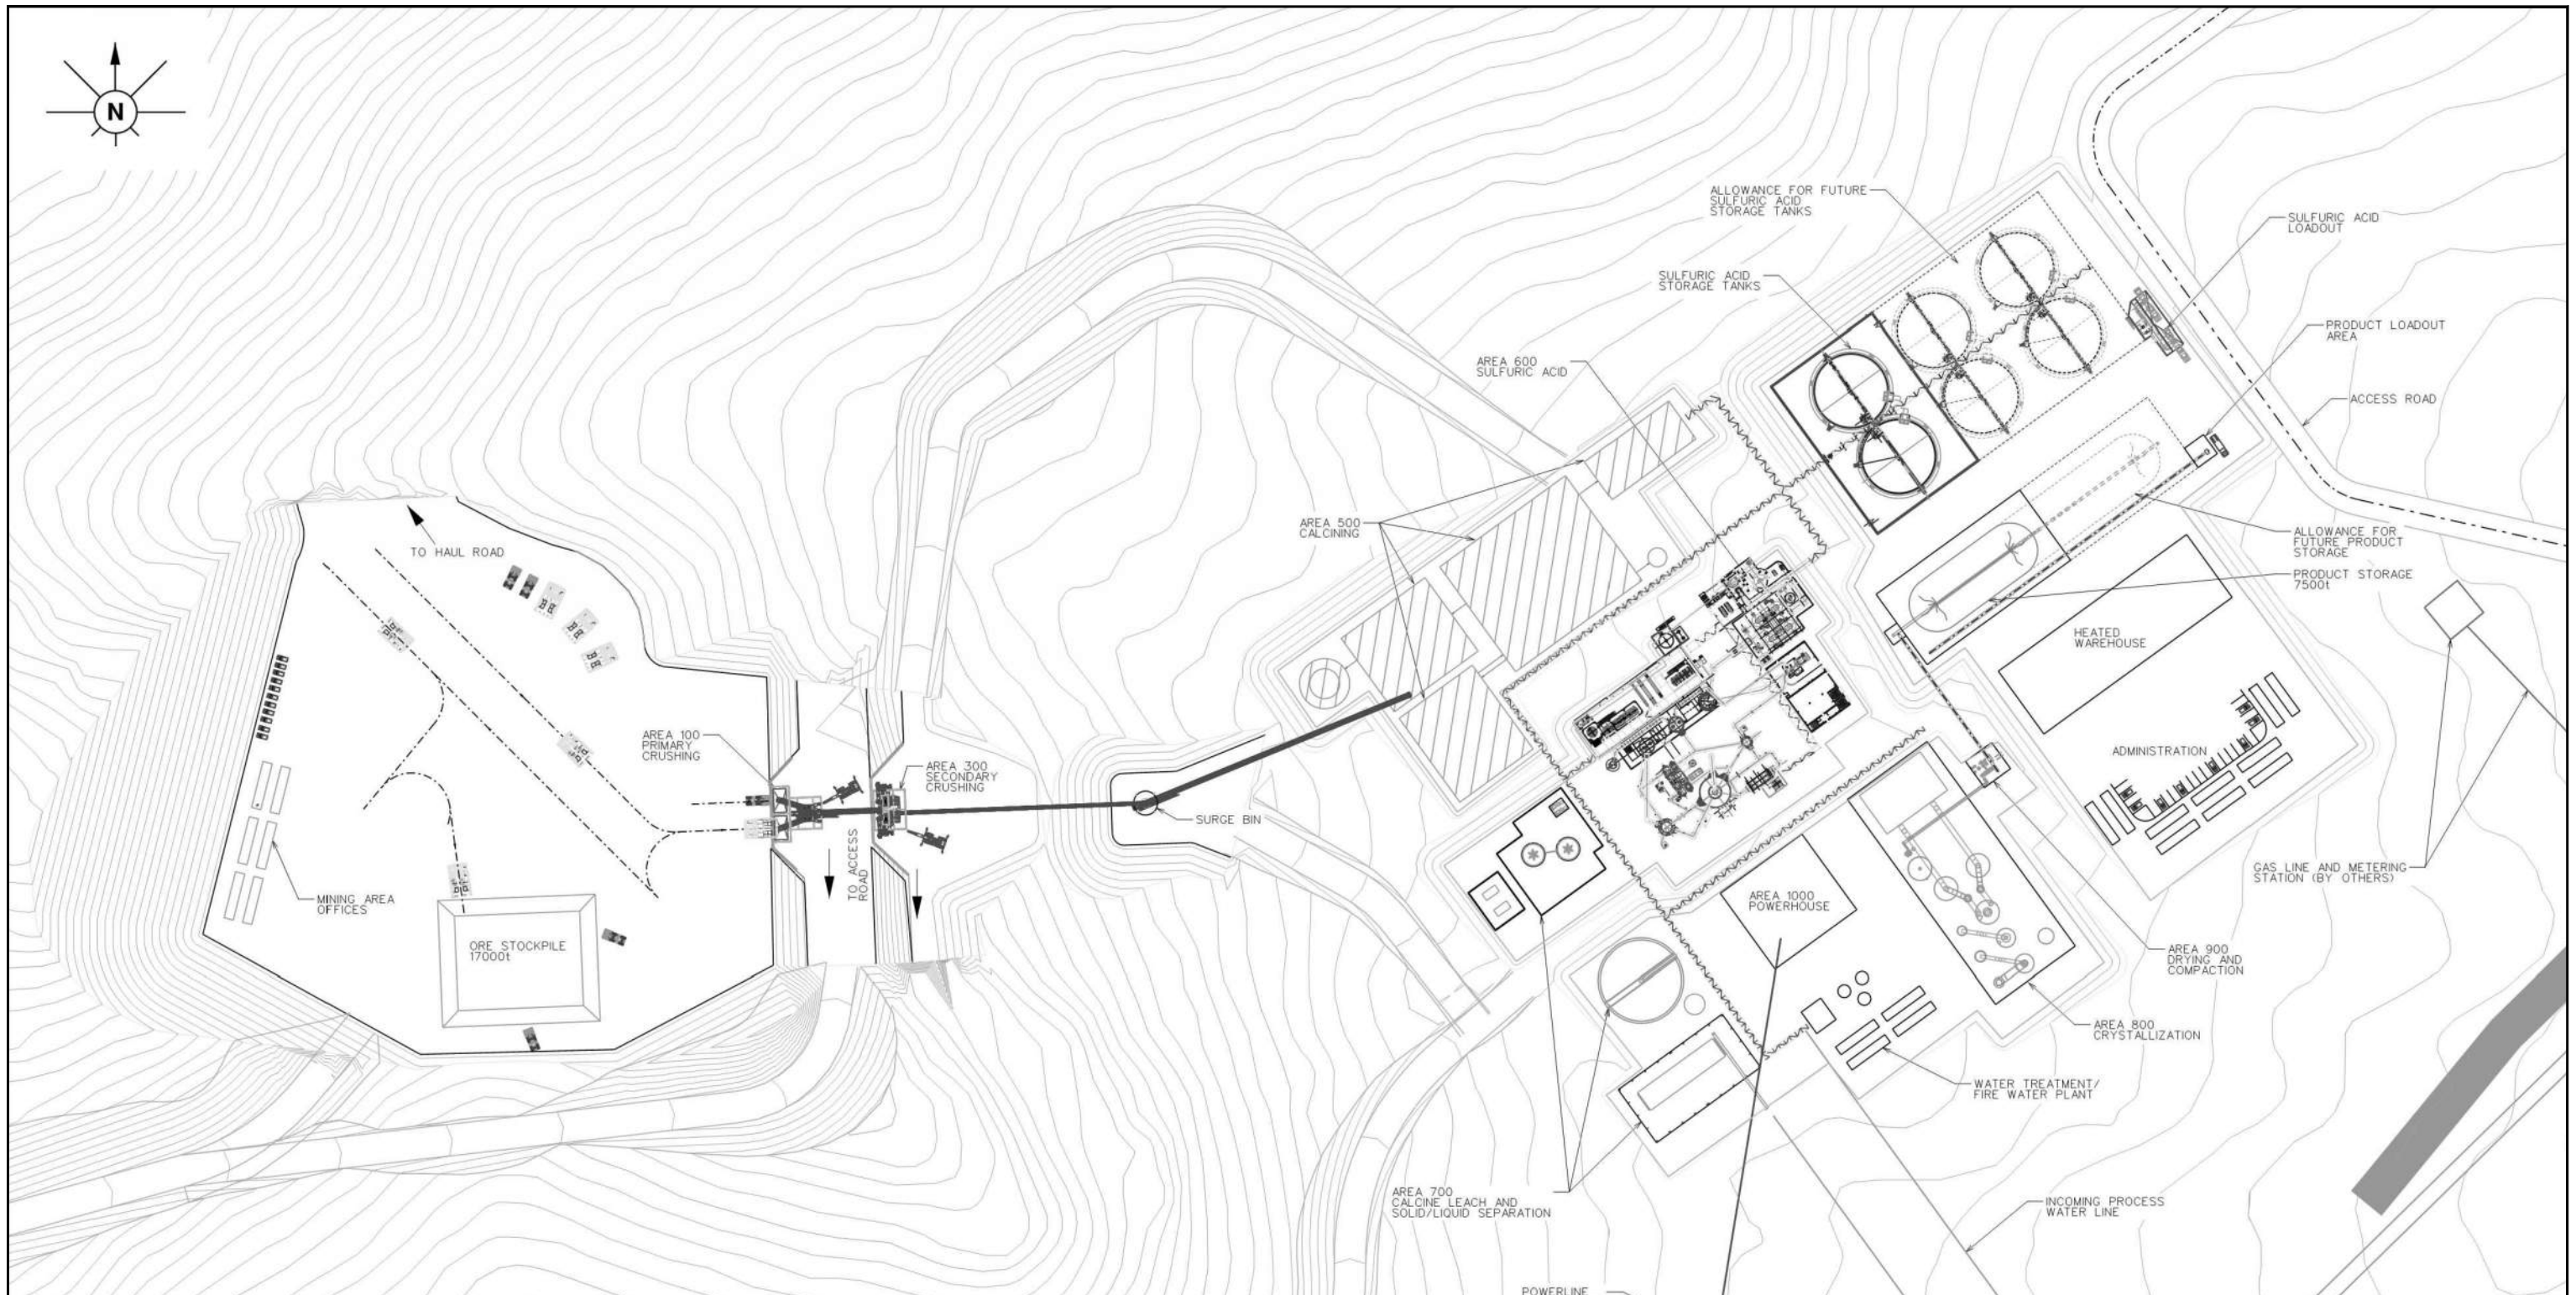 N
ALLOWANCE FOR FUTURE
SULFURIC ACID
STORAGE TANKS
SULFURIC ACID
LOADOUT
SULFURIC ACID
STORAGE TANKS
PRODUCT LOADOUT
AREA
AREA 600
SULFURIC ACID
ACCESS ROAD
AREA 500
CALCINING
TO HAUL ROAD
ALLOWANCE FOR
FUTURE PRODUCT
STORAGE
PRODUCT STORAGE
7500t
HEATED
WAREHOUSE
AREA 100
PRIMARY
CRUSHING
ADMINISTRATION
AREA 300
SECONDARY
CRUSHING
SURGE BIN
TO ACCESS
ROAD
GAS LINE AND METERING
STATION (BY OTHERS)
MINING AREA
OFFICES
AREA 1000
POWERHOUSE
ORE STOCKPILE
17000t
AREA 900
DRYING AND
COMPACTION
AREA 800
CRYSTALLIZATION
WATER TREATMENT/
FIRE WATER PLANT
AREA 700
CALCINE LEACH AND
SOLID/LIQUID SEPARATION
INCOMING PROCESS
WATER LINE
POWERLINE